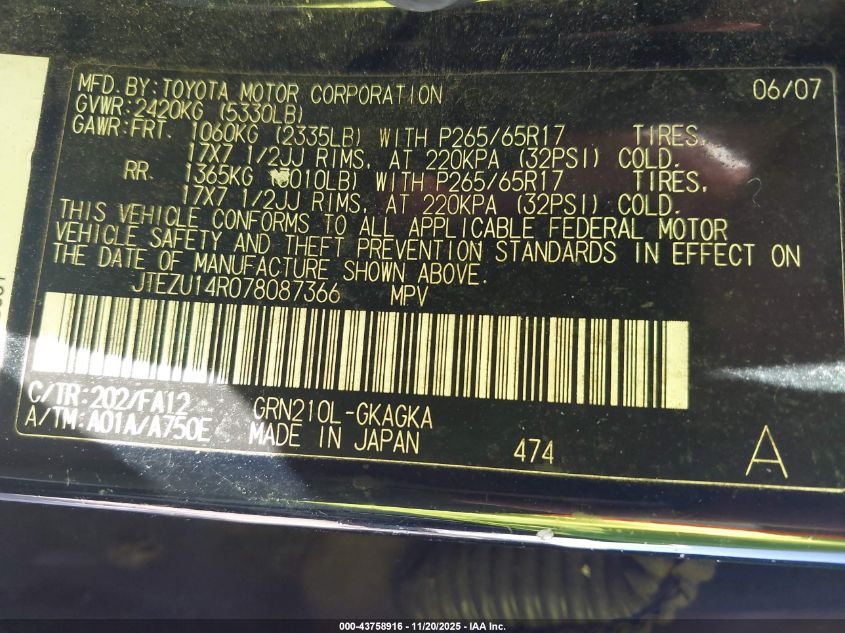 MFD. BY: TOYOTA MOTOR CORPORATION 06/07
GVWR: 2420KG (5330LB)
GAWR: FRT. 1060KG (2335LB) WITH P265/65R17 TIRES,
17X7 1/2JJ RIMS, AT 220KPA (32PSI) COLD.
RR. 1365KG (3010LB) WITH P265/65R17 TIRES,
17X7 1/2JJ RIMS, AT 220KPA (32PSI) COLD.
THIS VEHICLE CONFORMS TO ALL APPLICABLE FEDERAL MOTOR
VEHICLE SAFETY AND THEFT PREVENTION STANDARDS IN EFFECT ON
THE DATE OF MANUFACTURE SHOWN ABOVE.
JTEZU14R078087366 MPV
C/TR: 202/FA12 GRN210L-GKAGKA
A/TM: A01A/A750E MADE IN JAPAN 474 A
000-43758916 - 11/20/2025 - IAA Inc.